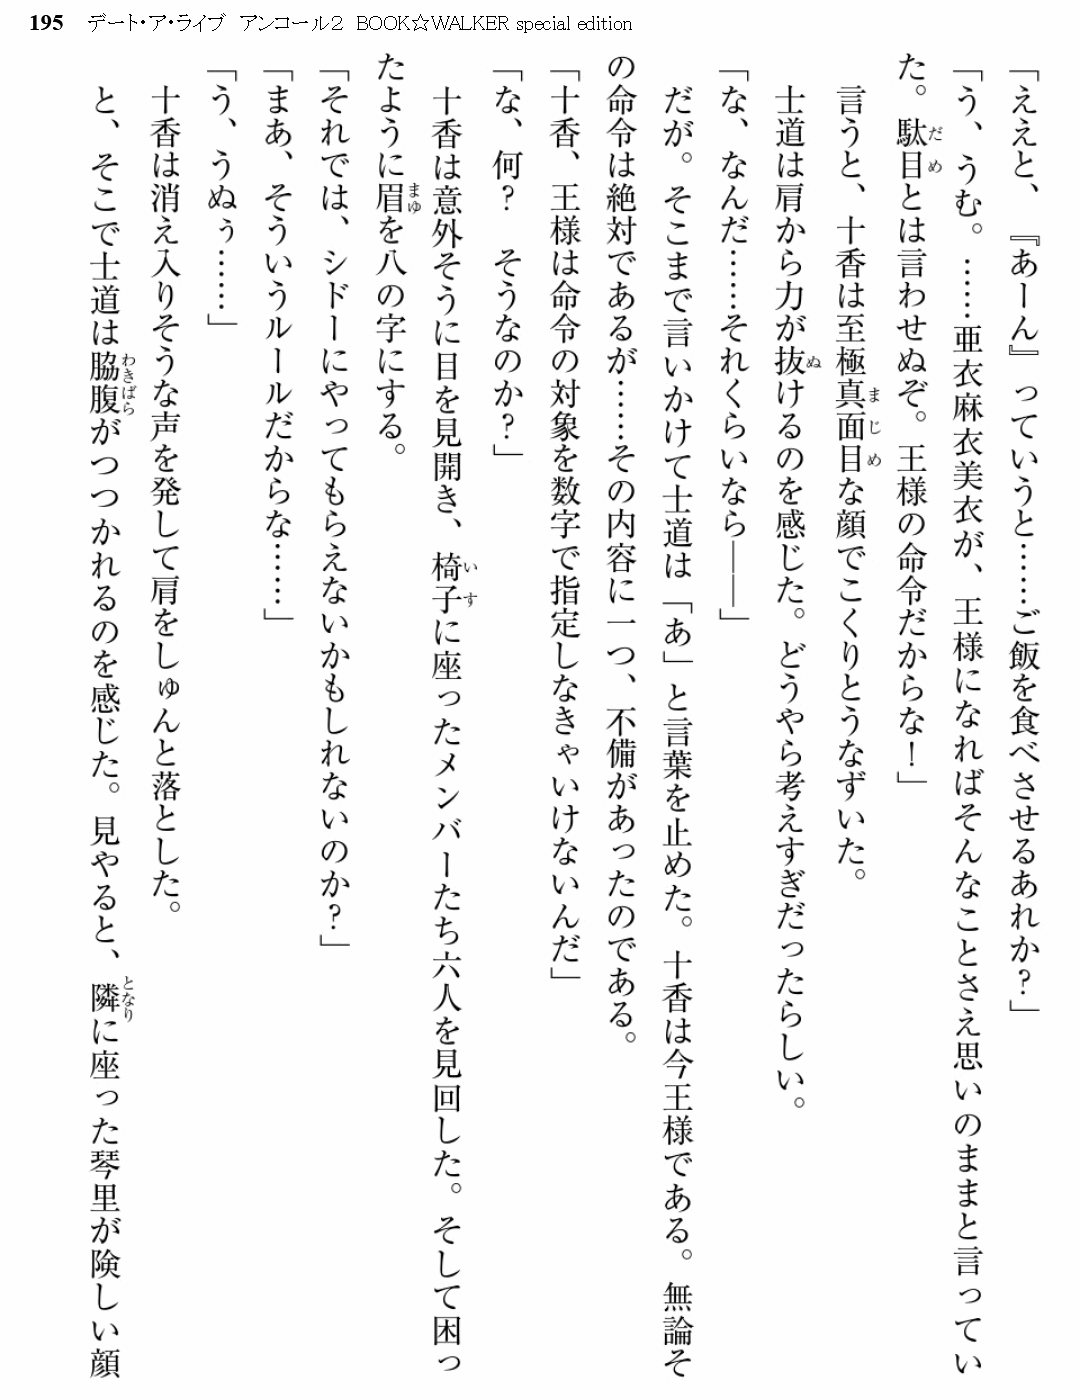 195 デート・ア・ライブ アンコール2 BOOK☆WALKER special edition
「ええと、『あーん』っていうと……ご飯を食べさせるあれか？」
「う、うむ。……亜衣麻衣美衣が、王様になればそんなことさえ思いのままと言ってい
た。駄目とは言わせぬぞ。王様の命令だからな！」
言うと、十香は至極真面目な顔でこくりとうなずいた。
士道は肩から力が抜けるのを感じた。どうやら考えすぎだったらしい。
「な、なんだ……それくらいなら――」
だが。そこまで言いかけて士道は「あ」と言葉を止めた。十香は今王様である。無論そ
の命令は絶対であるが……その内容に一つ、不備があったのである。
「十香、王様は命令の対象を数字で指定しなきゃいけないんだ」
「な、何？　そうなのか？」
十香は意外そうに目を見開き、椅子に座ったメンバーたち六人を見回した。そして困っ
たように眉を八の字にする。
「それでは、シドーにやってもらえないかもしれないのか？」
「まあ、そういうルールだからな……」
「う、うぬぅ……」
十香は消え入りそうな声を発して肩をしゅんと落とした。
と、そこで士道は脇腹がつつかれるのを感じた。見やると、隣に座った琴里が険しい顔